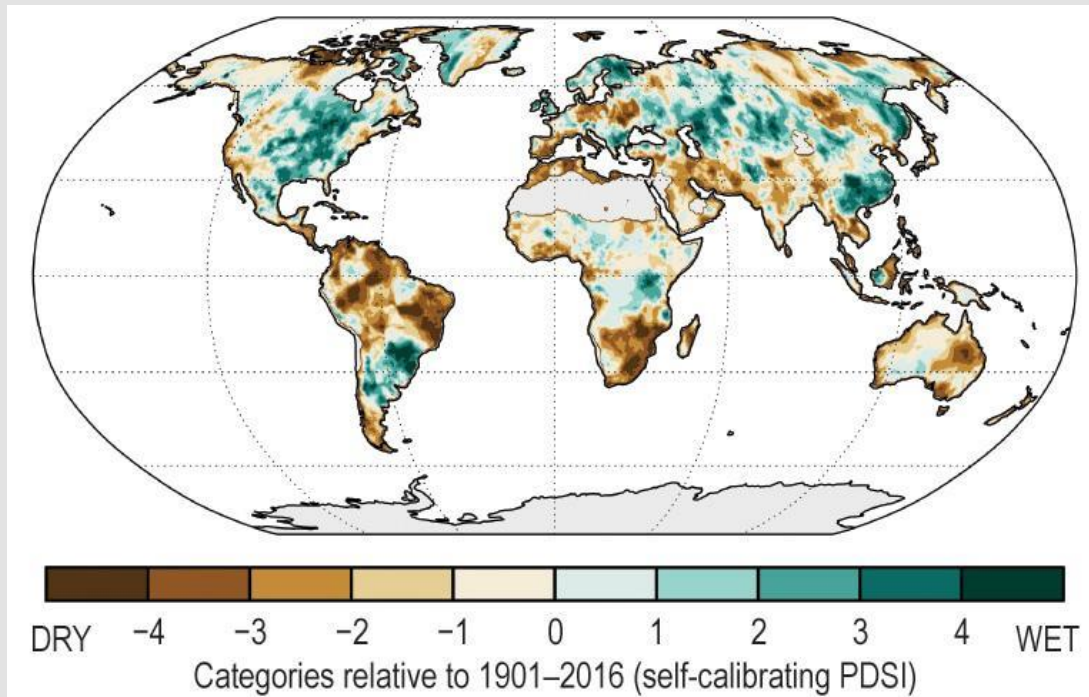 DRY −4 −3 −2 −1 0 1 2 3 4 WET
Categories relative to 1901–2016 (self-calibrating PDSI)